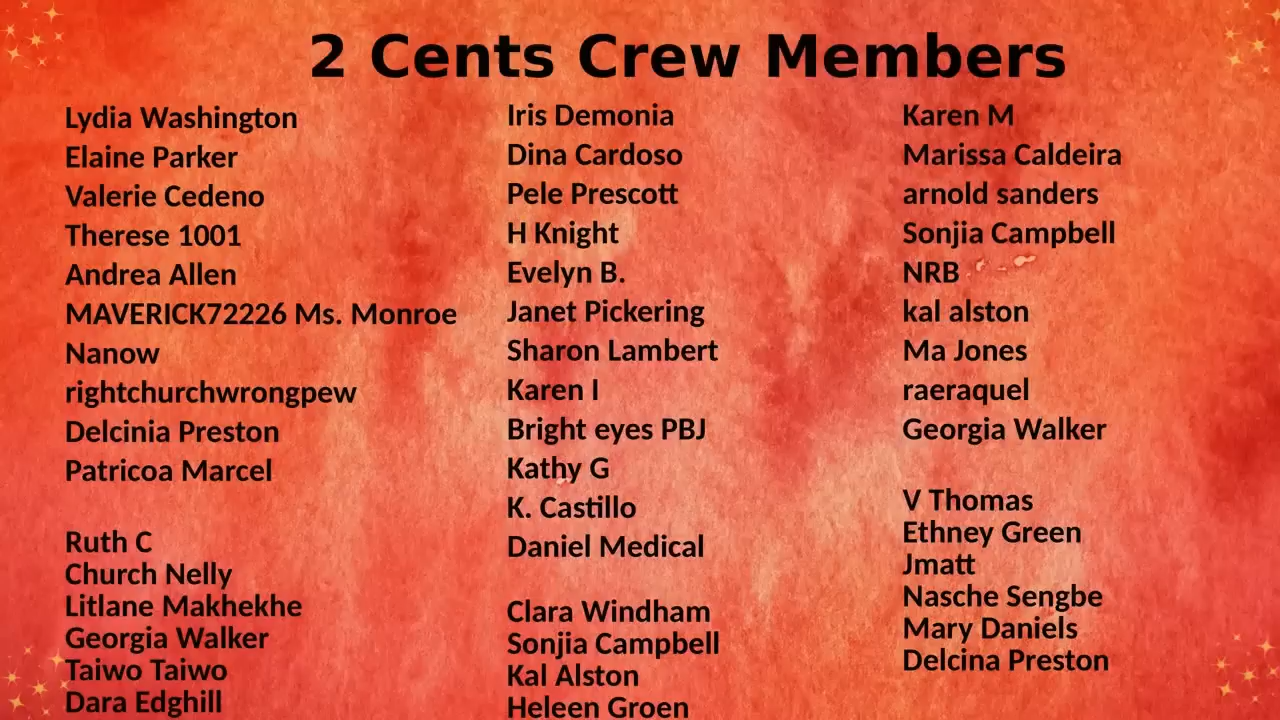 2 Cents Crew Members
Lydia Washington
Elaine Parker
Valerie Cedeno
Therese 1001
Andrea Allen
MAVERICK72226 Ms. Monroe
Nanow
rightchurchwrongpew
Delcinia Preston
Patricoa Marcel
Ruth C
Church Nelly
Litlane Makhekhe
Georgia Walker
Taiwo Taiwo
Dara Edghill
Iris Demonia
Dina Cardoso
Pele Prescott
H Knight
Evelyn B.
Janet Pickering
Sharon Lambert
Karen I
Bright eyes PBJ
Kathy G
K. Castillo
Daniel Medical
Clara Windham
Sonjia Campbell
Kal Alston
Heleen Groen
Karen M
Marissa Caldeira
arnold sanders
Sonjia Campbell
NRB
kal alston
Ma Jones
raeraquel
Georgia Walker
V Thomas
Ethney Green
Jmatt
Nasche Sengbe
Mary Daniels
Delcina Preston